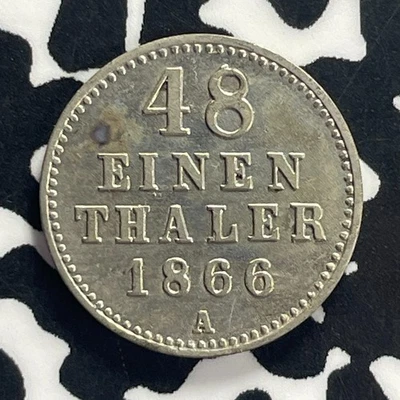 48
EINEN
THALER
1866
A